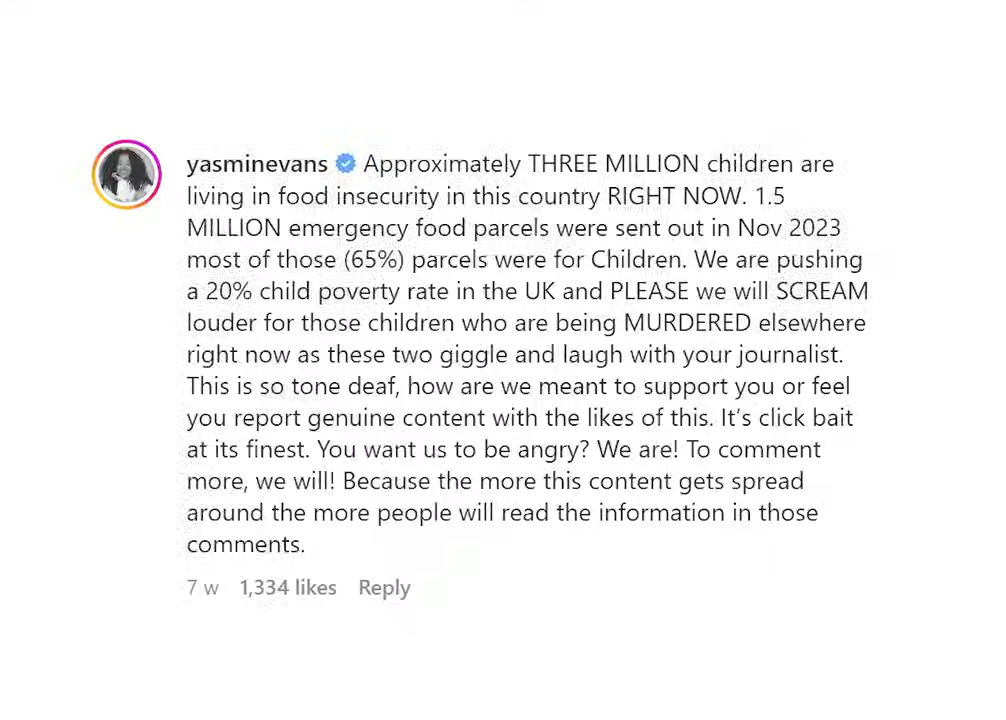 yasminevans Approximately THREE MILLION children are
living in food insecurity in this country RIGHT NOW. 1.5
MILLION emergency food parcels were sent out in Nov 2023
most of those (65%) parcels were for Children. We are pushing
a 20% child poverty rate in the UK and PLEASE we will SCREAM
louder for those children who are being MURDERED elsewhere
right now as these two giggle and laugh with your journalist.
This is so tone deaf, how are we meant to support you or feel
you report genuine content with the likes of this. It’s click bait
at its finest. You want us to be angry? We are! To comment
more, we will! Because the more this content gets spread
around the more people will read the information in those
comments.
7 w 1,334 likes Reply